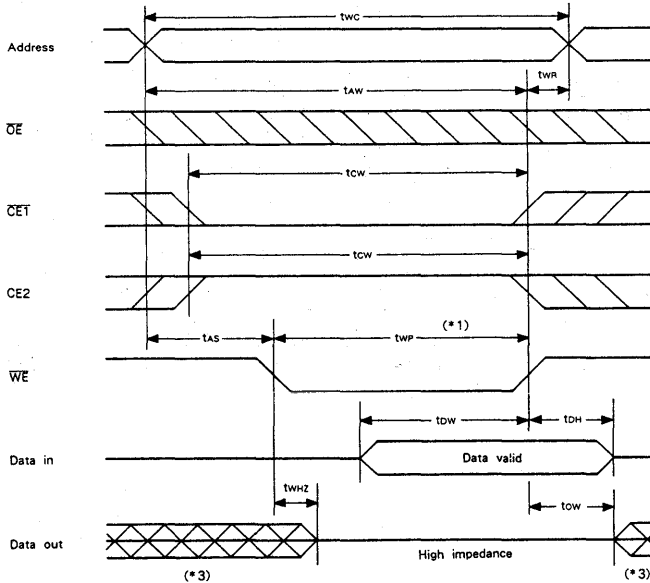 tWC
Address
tWR
tAW
OE
tCW
CE1
tCW
CE2
tAS
tWP
(*1)
WE
tDW
tDH
Data in
Data valid
tWHZ
tOW
Data out
High impedance
(*3)
(*3)